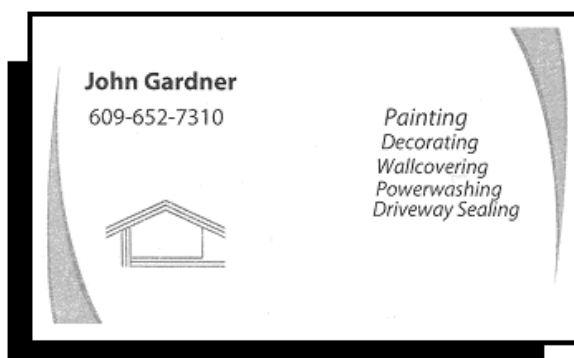 John Gardner
609-652-7310
Painting
Decorating
Wallcovering
Powerwashing
Driveway Sealing